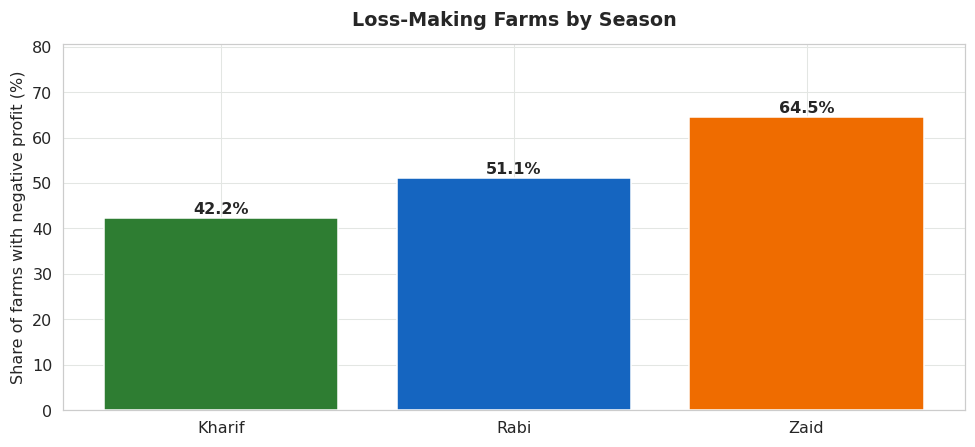 Loss-Making Farms by Season
Share of farms with negative profit (%)
80
70
60
50
40
30
20
10
0
42.2%
51.1%
64.5%
Kharif
Rabi
Zaid